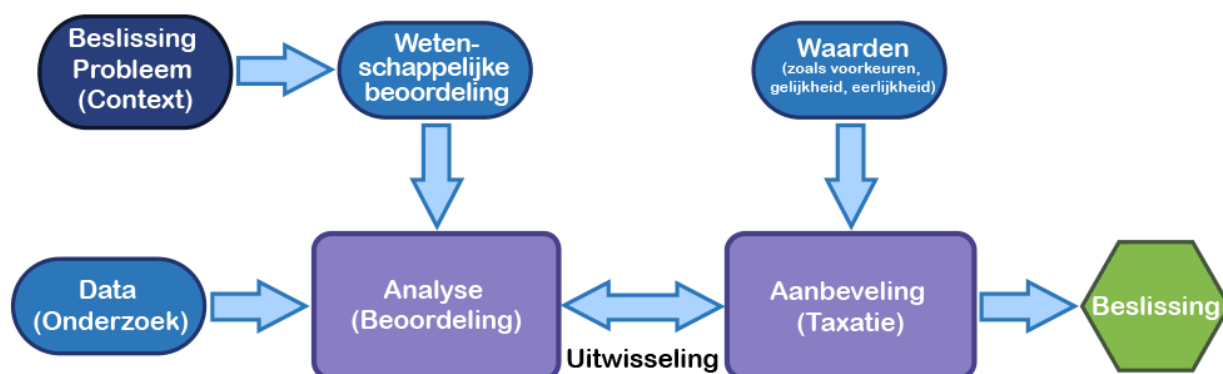 Beslissing
Probleem
(Context)
Weten-
schappelijke
beoordeling
Waarden
(zoals voorkeuren,
gelijkheid, eerlijkheid)
Data
(Onderzoek)
Analyse
(Beoordeling)
Uitwisseling
Aanbeveling
(Taxatie)
Beslissing